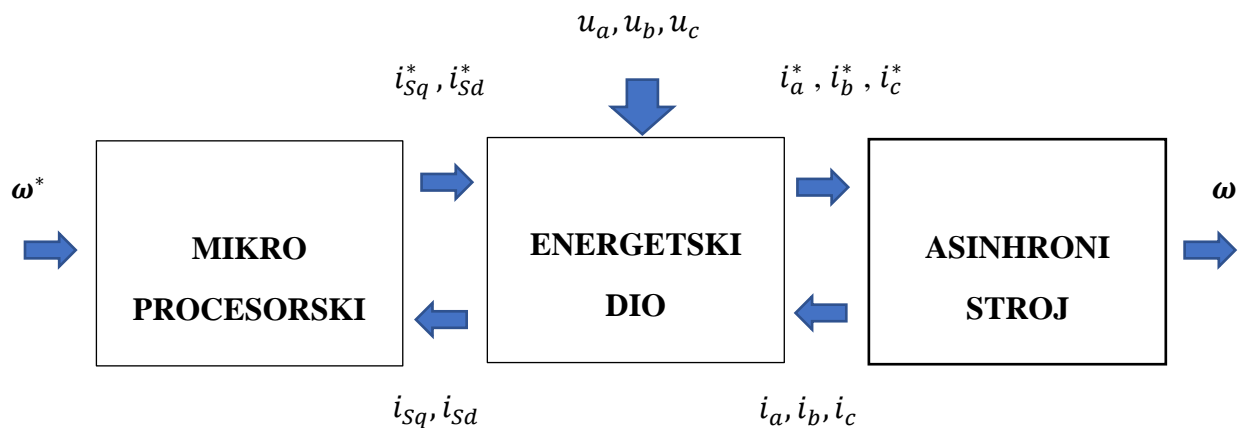 u_a, u_b, u_c
i*_Sq, i*_Sd
i*_a , i*_b , i*_c
ω*
MIKRO
PROCESORSKI
ENERGETSKI
DIO
ASINHRONI
STROJ
ω
i_Sq, i_Sd
i_a, i_b, i_c